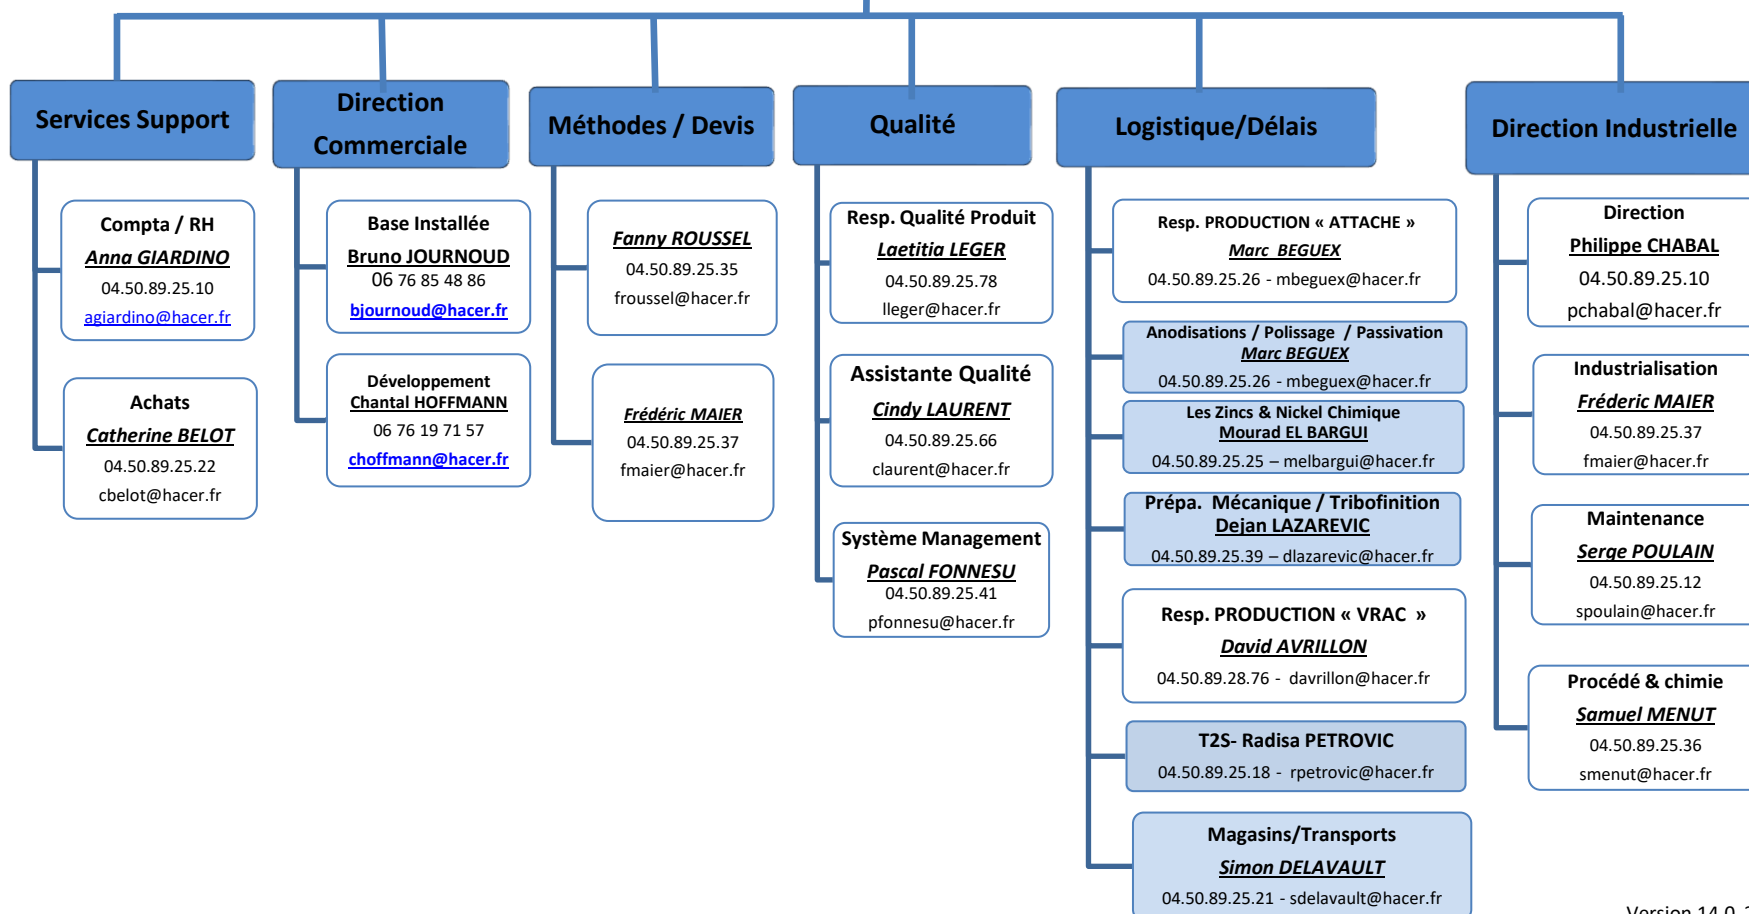 Services Support
Compta / RH
Anna GIARDINO
04.50.89.25.10
agiardino@hacer.fr
Achats
Catherine BELOT
04.50.89.25.22
cbelot@hacer.fr
Direction
Commerciale
Base Installée
Bruno JOURNOUD
06 76 85 48 86
bjournoud@hacer.fr
Développement
Chantal HOFFMANN
06 76 19 71 57
choffmann@hacer.fr
Méthodes / Devis
Fanny ROUSSEL
04.50.89.25.35
froussel@hacer.fr
Frédéric MAIER
04.50.89.25.37
fmaier@hacer.fr
Qualité
Resp. Qualité Produit
Laetitia LEGER
04.50.89.25.78
lleger@hacer.fr
Assistante Qualité
Cindy LAURENT
04.50.89.25.66
claurent@hacer.fr
Système Management
Pascal FONNESU
04.50.89.25.41
pfonnesu@hacer.fr
Logistique/Délais
Resp. PRODUCTION « ATTACHE »
Marc BEGUEX
04.50.89.25.26 - mbeguex@hacer.fr
Anodisations / Polissage / Passivation
Marc BEGUEX
04.50.89.25.26 - mbeguex@hacer.fr
Les Zincs & Nickel Chimique
Mourad EL BARGUI
04.50.89.25.25 – melbargui@hacer.fr
Prépa. Mécanique / Tribofinition
Dejan LAZAREVIC
04.50.89.25.39 – dlazarevic@hacer.fr
Resp. PRODUCTION « VRAC »
David AVRILLON
04.50.89.28.76 - davrillon@hacer.fr
T2S- Radisa PETROVIC
04.50.89.25.18 - rpetrovic@hacer.fr
Magasins/Transports
Simon DELAVAULT
04.50.89.25.21 - sdelavault@hacer.fr
Direction Industrielle
Direction
Philippe CHABAL
04.50.89.25.10
pchabal@hacer.fr
Industrialisation
Fréderic MAIER
04.50.89.25.37
fmaier@hacer.fr
Maintenance
Serge POULAIN
04.50.89.25.12
spoulain@hacer.fr
Procédé & chimie
Samuel MENUT
04.50.89.25.36
smenut@hacer.fr
Version 14.0